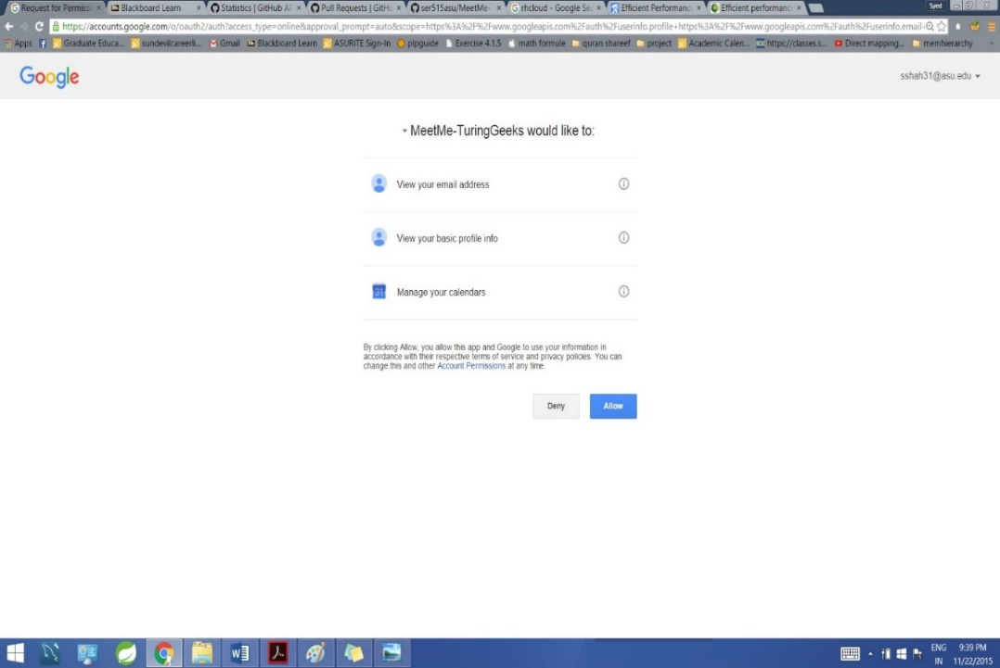 Request for Permissi
Blackboard Learn
Statistics | GitHub AP
Pull Requests | GitHu
ser515asu/MeetMe-
rhcloud - Google Se
Efficient Performanc
Efficient performanc
Syed
https://accounts.google.com/o/oauth2/auth?access_type=online&approval_prompt=auto&scope=https%3A%2F%2Fwww.googleapis.com%2Fauth%2Fuserinfo.profile+https%3A%2F%2Fwww.googleapis.com%2Fauth%2Fuserinfo.email+
Apps Graduate Educa... sundevilcareerli... Gmail Blackboard Learn ASURITE Sign-In plpguide Exercise 4.1.5 math formule quran shareef project Academic Calen... https://classes.s... Direct mapping... memhierarchy
Google
sshah31@asu.edu
MeetMe-TuringGeeks would like to:
View your email address
View your basic profile info
31 Manage your calendars
By clicking Allow, you allow this app and Google to use your information in
accordance with their respective terms of service and privacy policies. You can
change this and other Account Permissions at any time.
Deny Allow
ENG 9:39 PM
IN 11/22/2015